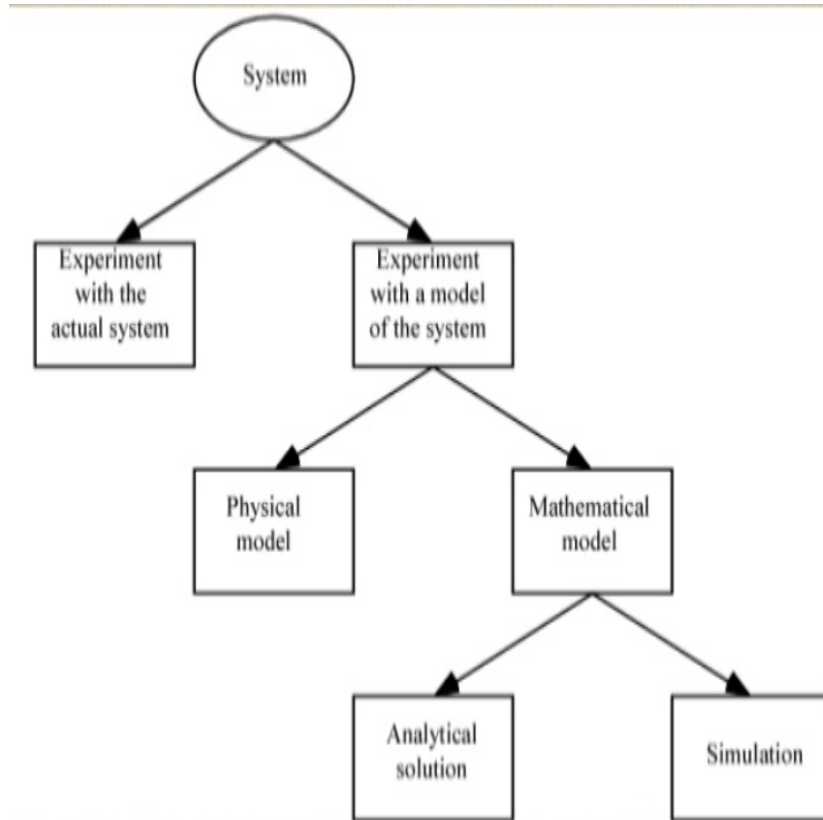 System
Experiment
with the
actual system
Experiment
with a model
of the system
Physical
model
Mathematical
model
Analytical
solution
Simulation